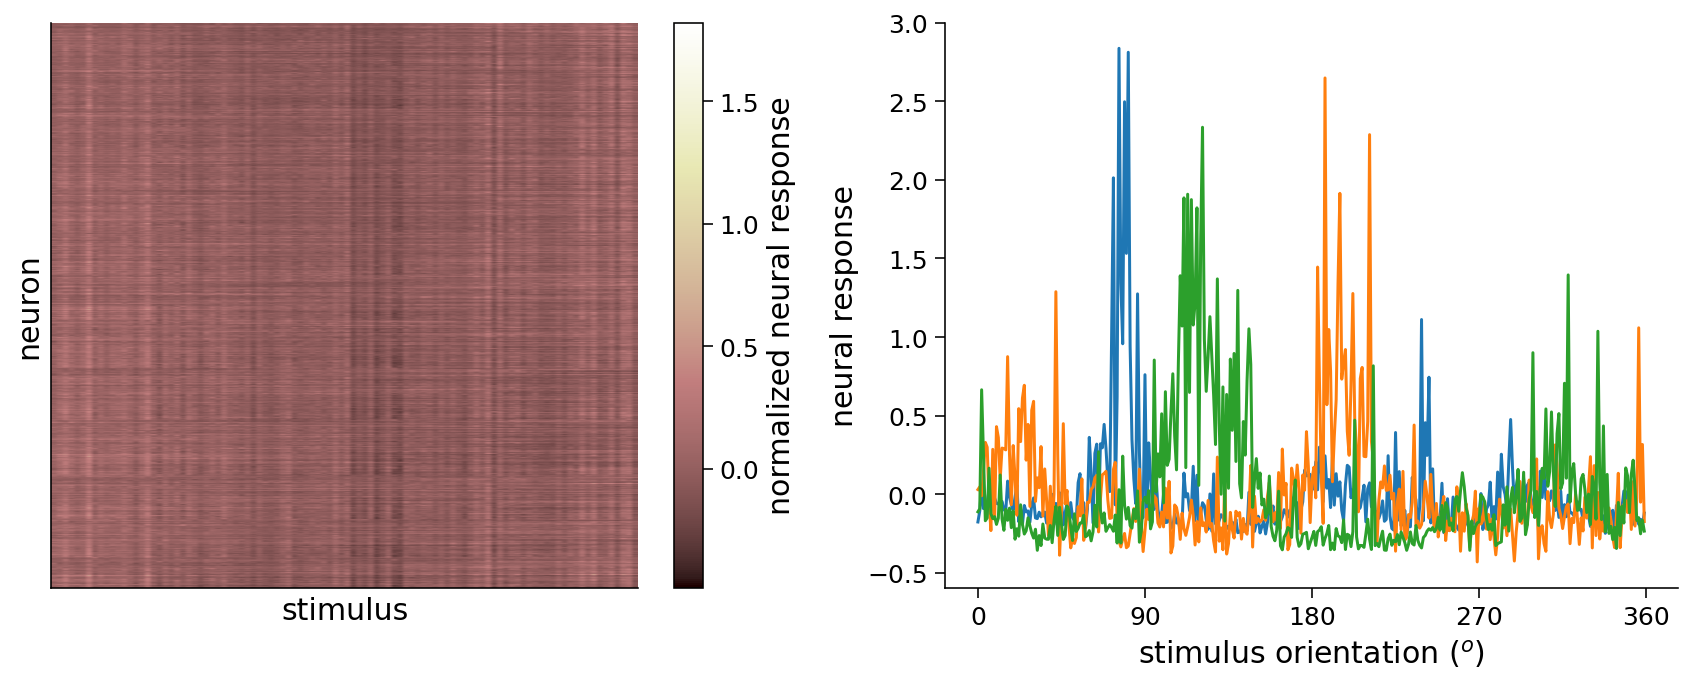 neuron
stimulus
1.5
1.0
0.5
0.0
normalized neural response
neural response
3.0
2.5
2.0
1.5
1.0
0.5
0.0
−0.5
0 90 180 270 360
stimulus orientation (°)